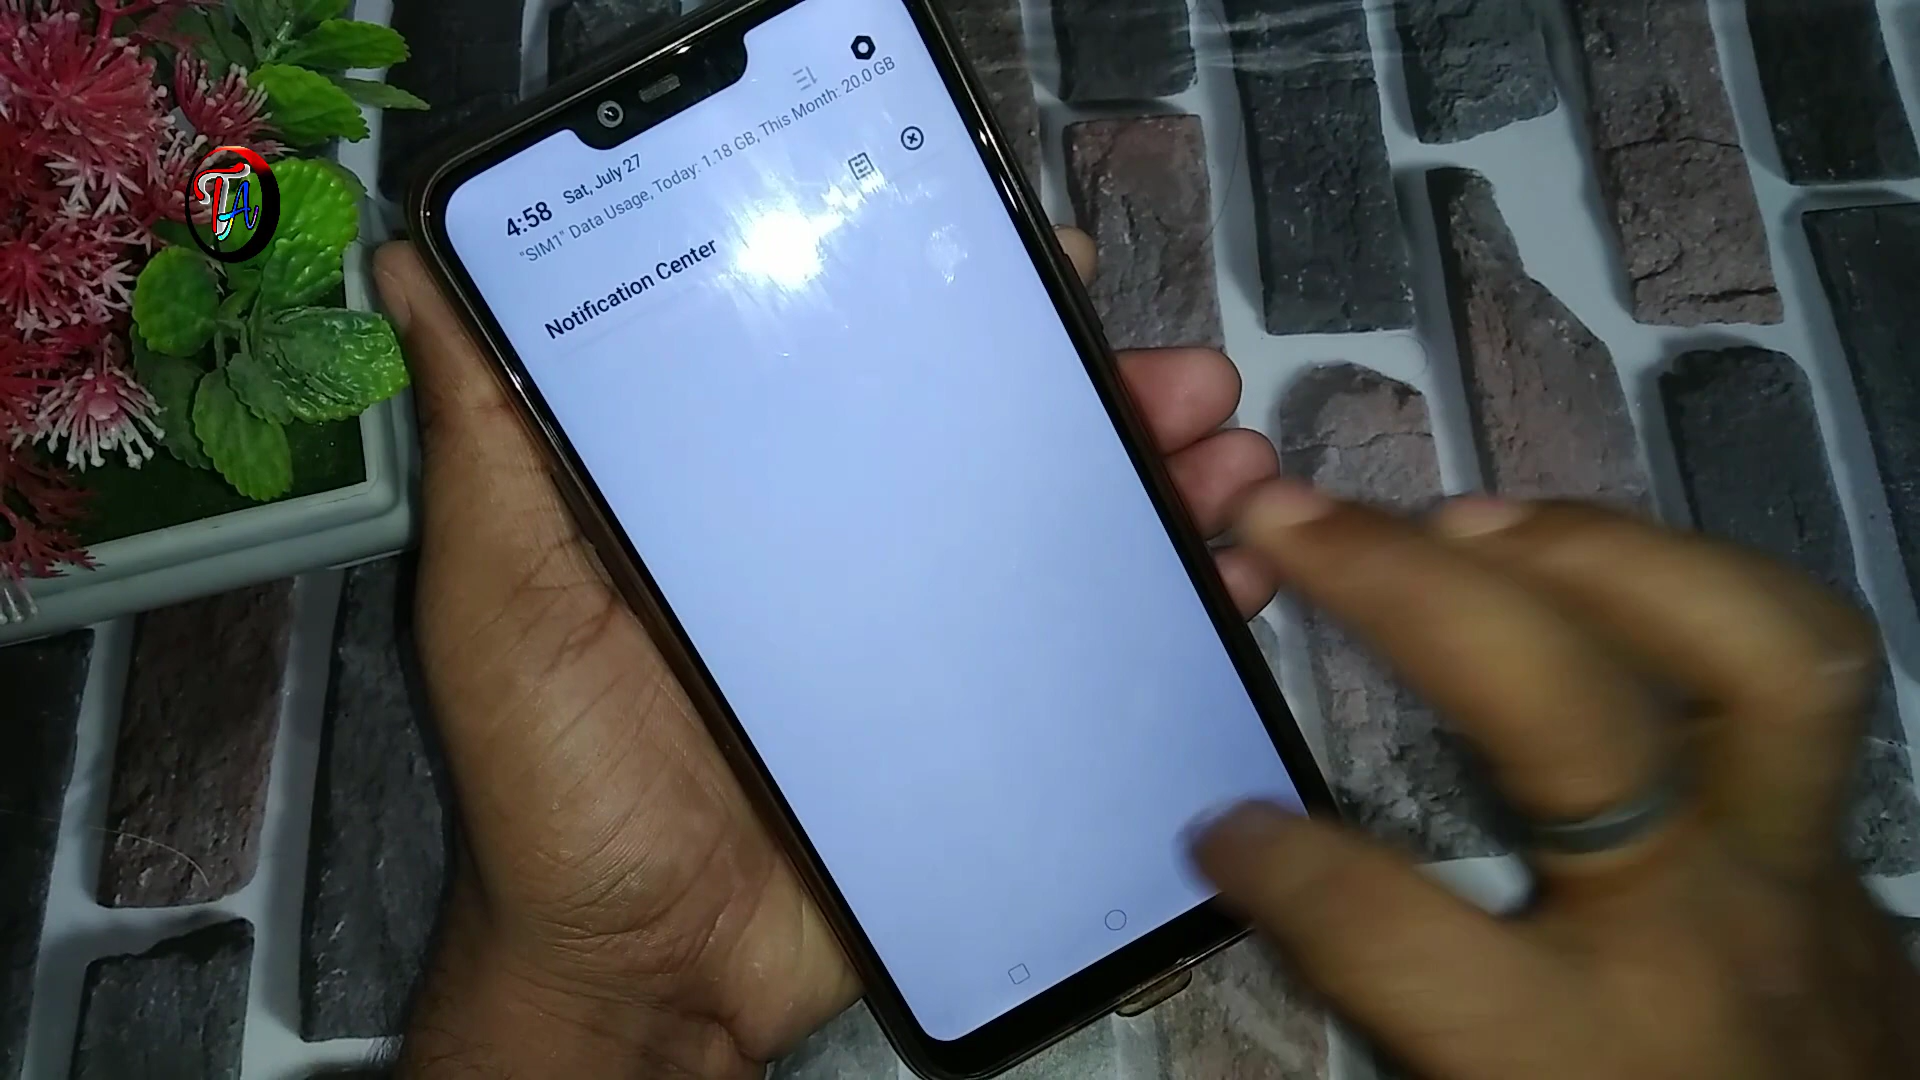 4:58 Sat, July 27
"SIM1" Data Usage, Today: 1.18 GB, This Month: 20.0 GB
Notification Center
TA